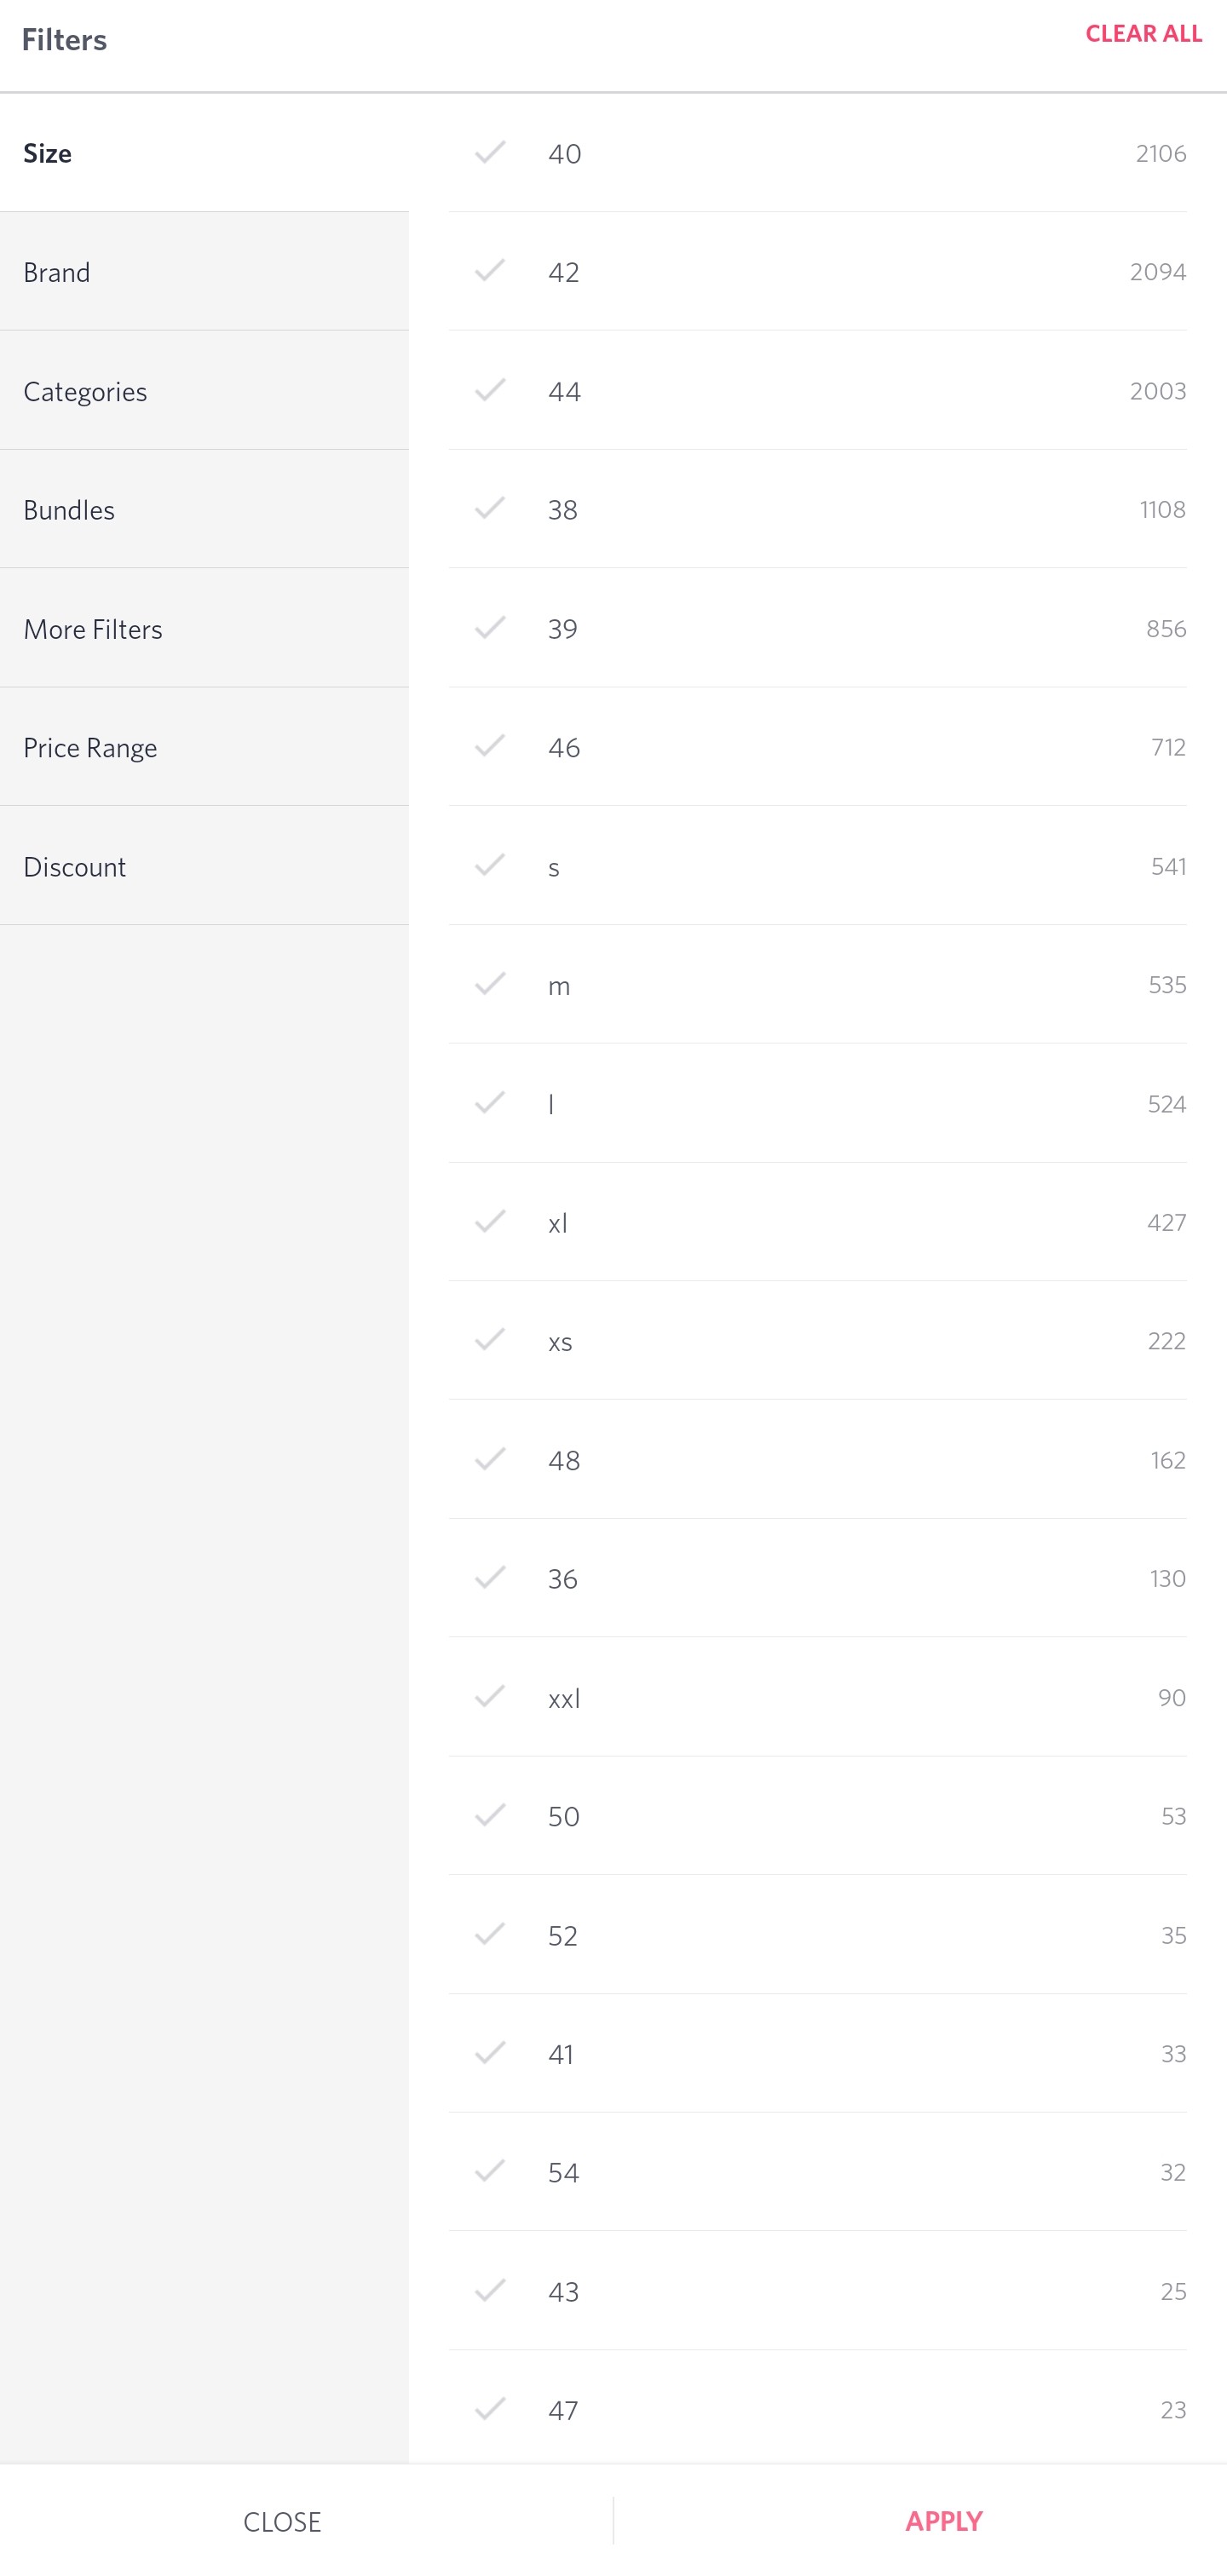 Filters
CLEAR ALL
Size
Brand
Categories
Bundles
More Filters
Price Range
Discount
40 2106
42 2094
44 2003
38 1108
39 856
46 712
s 541
m 535
l 524
xl 427
xs 222
48 162
36 130
xxl 90
50 53
52 35
41 33
54 32
43 25
47 23
CLOSE
APPLY